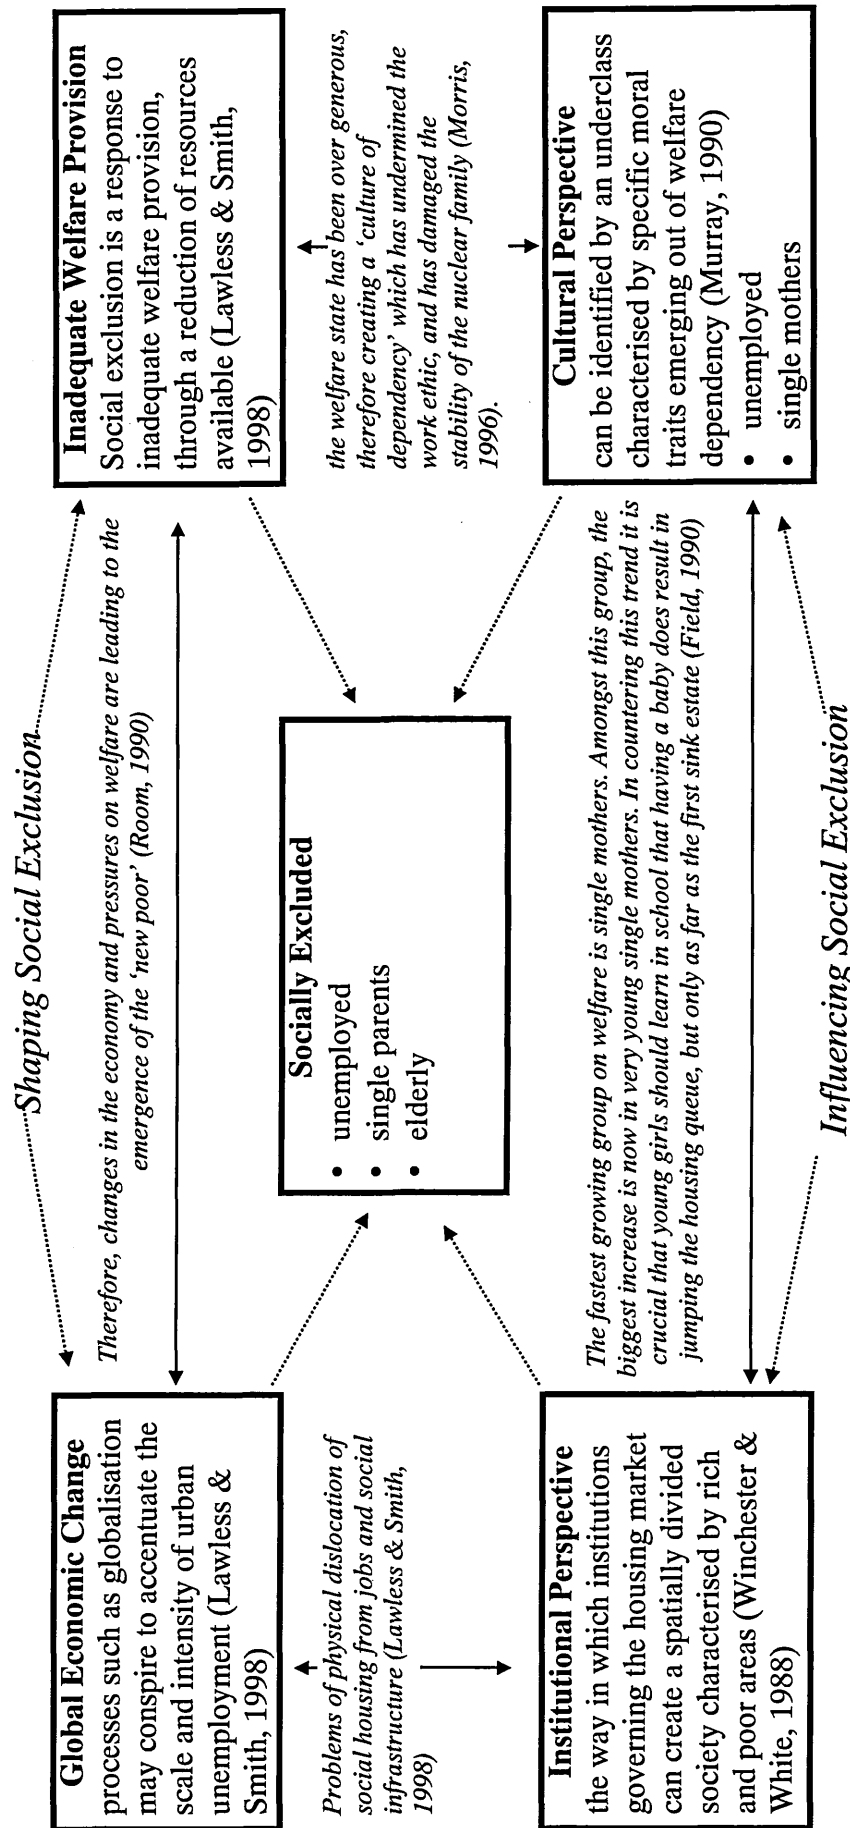 Shaping Social Exclusion
Global Economic Change
processes such as globalisation
may conspire to accentuate the
scale and intensity of urban
unemployment (Lawless &
Smith, 1998)
Therefore, changes in the economy and pressures on welfare are leading to the
emergence of the ‘new poor’ (Room, 1990)
Inadequate Welfare Provision
Social exclusion is a response to
inadequate welfare provision,
through a reduction of resources
available (Lawless & Smith,
1998)
Problems of physical dislocation of
social housing from jobs and social
infrastructure (Lawless & Smith,
1998)
Socially Excluded
• unemployed
• single parents
• elderly
the welfare state has been over generous,
therefore creating a ‘culture of
dependency’ which has undermined the
work ethic, and has damaged the
stability of the nuclear family (Morris,
1996).
Institutional Perspective
the way in which institutions
governing the housing market
can create a spatially divided
society characterised by rich
and poor areas (Winchester &
White, 1988)
The fastest growing group on welfare is single mothers. Amongst this group, the
biggest increase is now in very young single mothers. In countering this trend it is
crucial that young girls should learn in school that having a baby does result in
jumping the housing queue, but only as far as the first sink estate (Field, 1990)
Cultural Perspective
can be identified by an underclass
characterised by specific moral
traits emerging out of welfare
dependency (Murray, 1990)
• unemployed
• single mothers
Influencing Social Exclusion